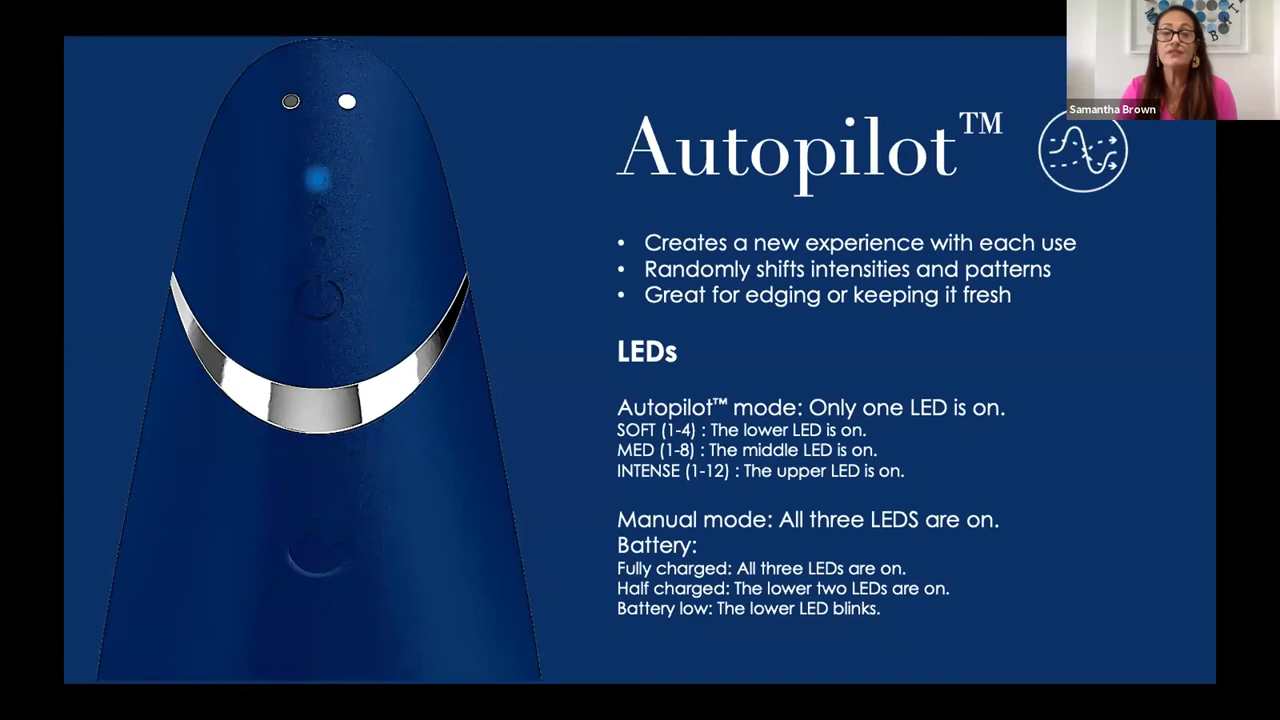 Samantha Brown
Autopilot™
• Creates a new experience with each use
• Randomly shifts intensities and patterns
• Great for edging or keeping it fresh
LEDs
Autopilot™ mode: Only one LED is on.
SOFT (1-4) : The lower LED is on.
MED (1-8) : The middle LED is on.
INTENSE (1-12) : The upper LED is on.
Manual mode: All three LEDS are on.
Battery:
Fully charged: All three LEDs are on.
Half charged: The lower two LEDs are on.
Battery low: The lower LED blinks.